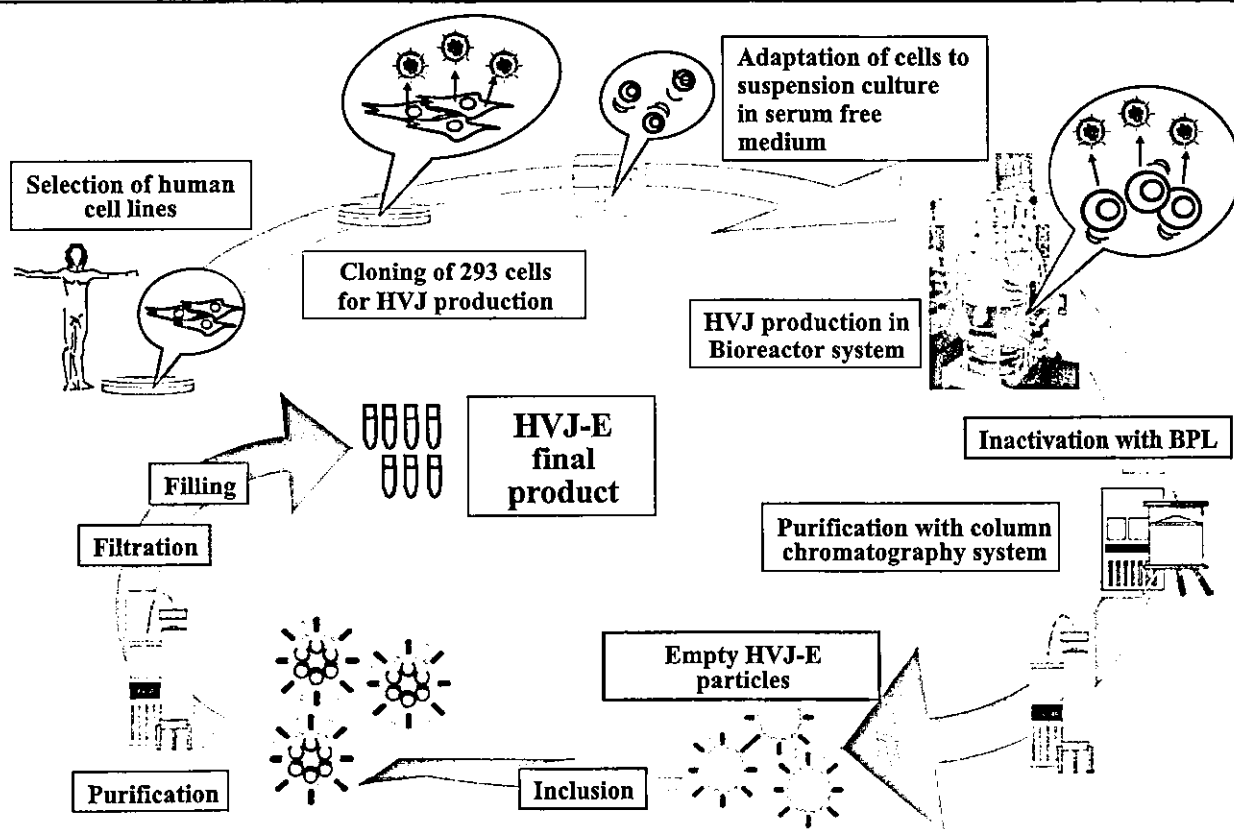 Selection of human
cell lines
Cloning of 293 cells
for HVJ production
Adaptation of cells to
suspension culture
in serum free
medium
HVJ production in
Bioreactor system
Inactivation with BPL
Purification with column
chromatography system
Empty HVJ-E
particles
Inclusion
Purification
Filtration
Filling
HVJ-E
final
product